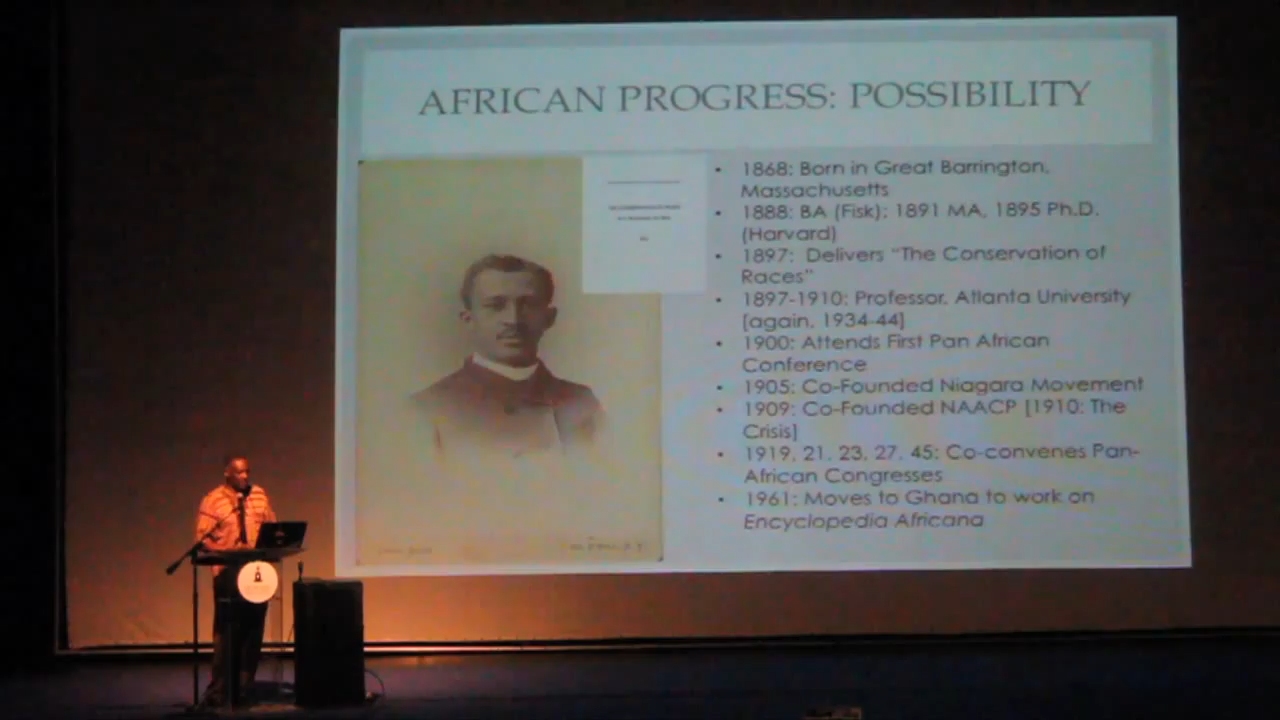 AFRICAN PROGRESS: POSSIBILITY
• 1868: Born in Great Barrington,
Massachusetts
• 1888: BA (Fisk); 1891 MA, 1895 Ph.D.
(Harvard)
• 1897: Delivers “The Conservation of
Races”
• 1897-1910: Professor, Atlanta University
[again, 1934-44]
• 1900: Attends First Pan African
Conference
• 1905: Co-Founded Niagara Movement
• 1909: Co-Founded NAACP [1910: The
Crisis]
• 1919, 21, 23, 27, 45: Co-convenes Pan-
African Congresses
• 1961: Moves to Ghana to work on
Encyclopedia Africana